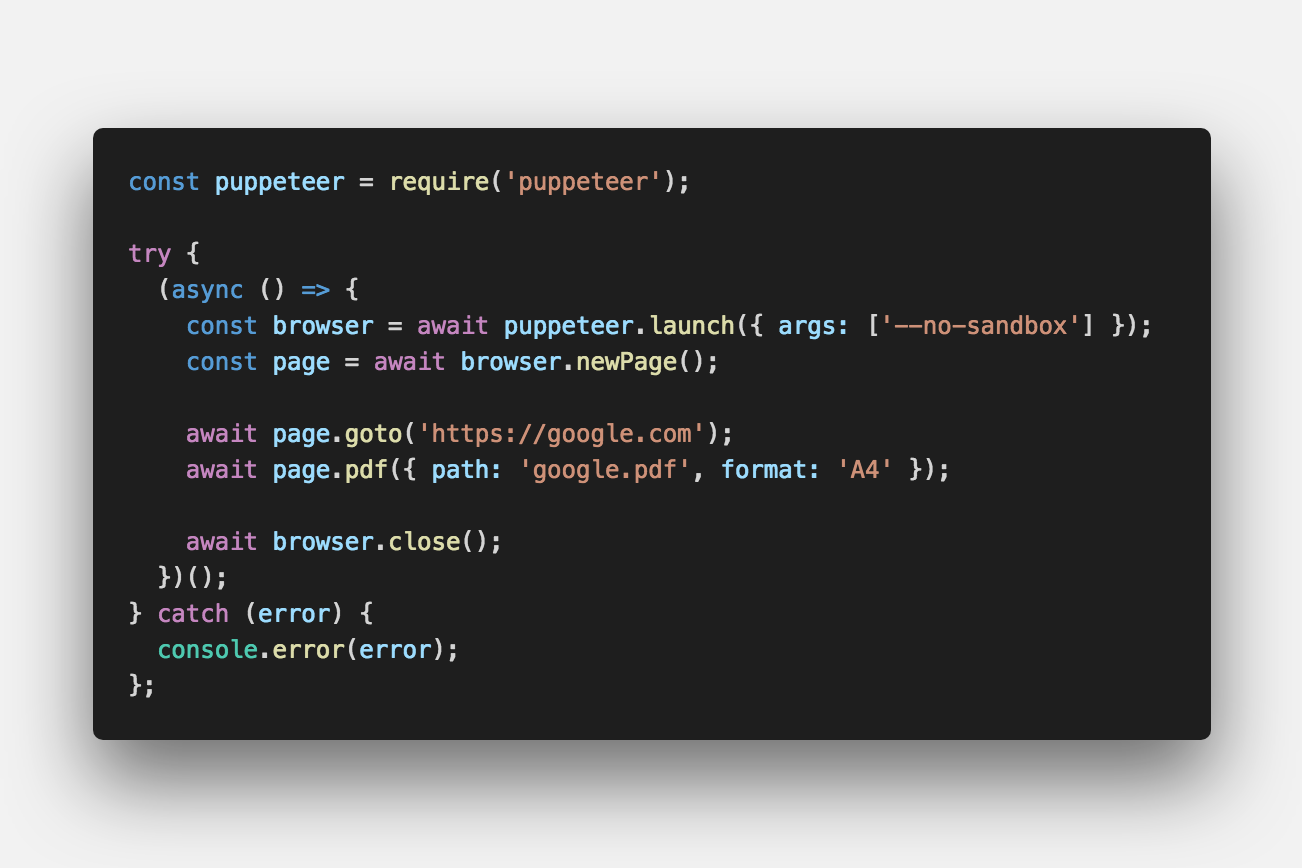 const puppeteer = require('puppeteer');
try {
(async () => {
const browser = await puppeteer.launch({ args: ['--no-sandbox'] });
const page = await browser.newPage();
await page.goto('https://google.com');
await page.pdf({ path: 'google.pdf', format: 'A4' });
await browser.close();
})();
} catch (error) {
console.error(error);
};